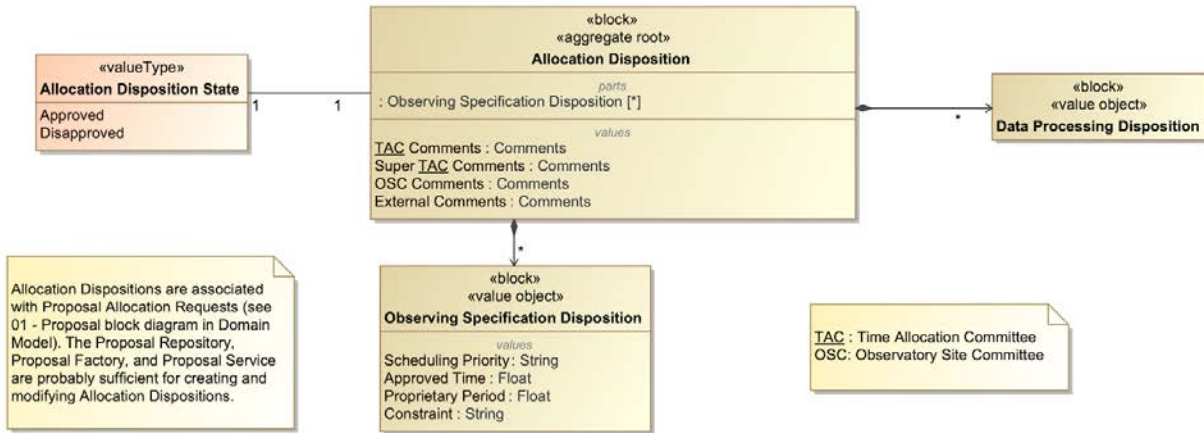 «valueType»
Allocation Disposition State
Approved
Disapproved
1
1
«block»
«aggregate root»
Allocation Disposition
parts
: Observing Specification Disposition [*]
values
TAC Comments : Comments
Super TAC Comments : Comments
OSC Comments : Comments
External Comments : Comments
*
«block»
«value object»
Data Processing Disposition
*
«block»
«value object»
Observing Specification Disposition
values
Scheduling Priority : String
Approved Time : Float
Proprietary Period : Float
Constraint : String
Allocation Dispositions are associated
with Proposal Allocation Requests (see
01 - Proposal block diagram in Domain
Model). The Proposal Repository,
Proposal Factory, and Proposal Service
are probably sufficient for creating and
modifying Allocation Dispositions.
TAC : Time Allocation Committee
OSC: Observatory Site Committee